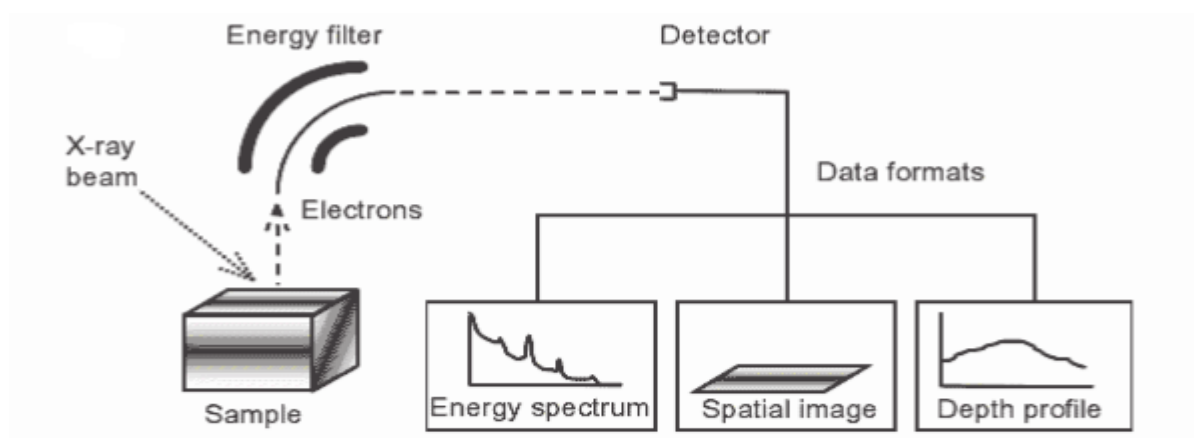 Energy filter
Detector
X-ray
beam
Data formats
Electrons
Sample
Energy spectrum
Spatial image
Depth profile